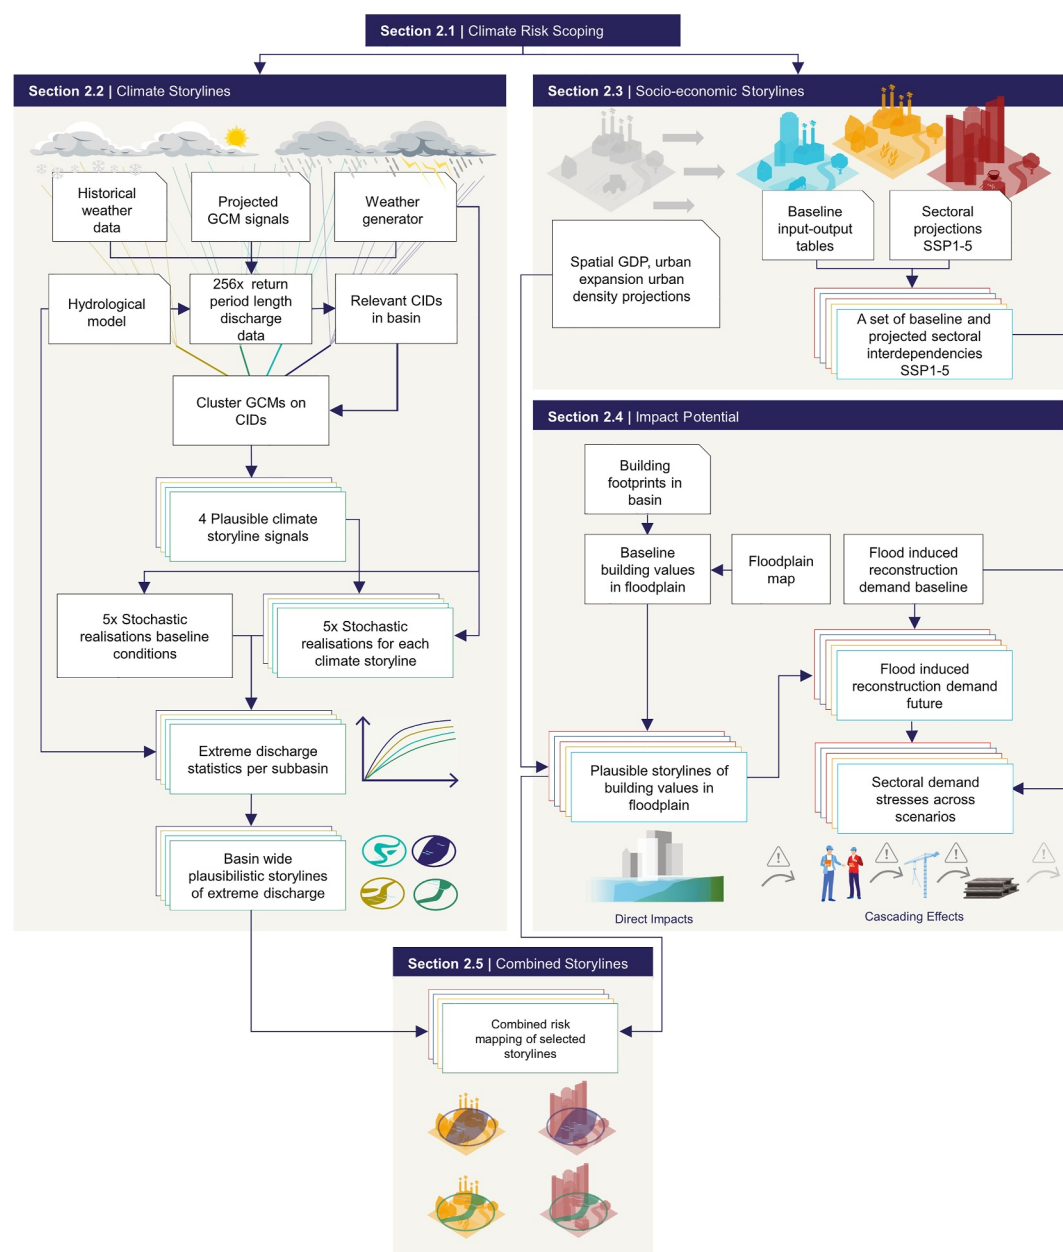 Section 2.1 | Climate Risk Scoping
Section 2.2 | Climate Storylines
Historical
weather
data
Projected
GCM signals
Weather
generator
Hydrological
model
256x return
period length
discharge
data
Relevant CIDs
in basin
Cluster GCMs on
CIDs
4 Plausible climate
storyline signals
5x Stochastic
realisations baseline
conditions
5x Stochastic
realisations for each
climate storyline
Extreme discharge
statistics per subbasin
Basin wide
plausibilistic storylines
of extreme discharge
Section 2.3 | Socio-economic Storylines
Spatial GDP, urban
expansion urban
density projections
Baseline
input-output
tables
Sectoral
projections
SSP1-5
A set of baseline and
projected sectoral
interdependencies
SSP1-5
Section 2.4 | Impact Potential
Building
footprints in
basin
Baseline
building values
in floodplain
Floodplain
map
Flood induced
reconstruction
demand baseline
Flood induced
reconstruction demand
future
Plausible storylines of
building values in
floodplain
Sectoral demand
stresses across
scenarios
Direct Impacts
Cascading Effects
Section 2.5 | Combined Storylines
Combined risk
mapping of selected
storylines